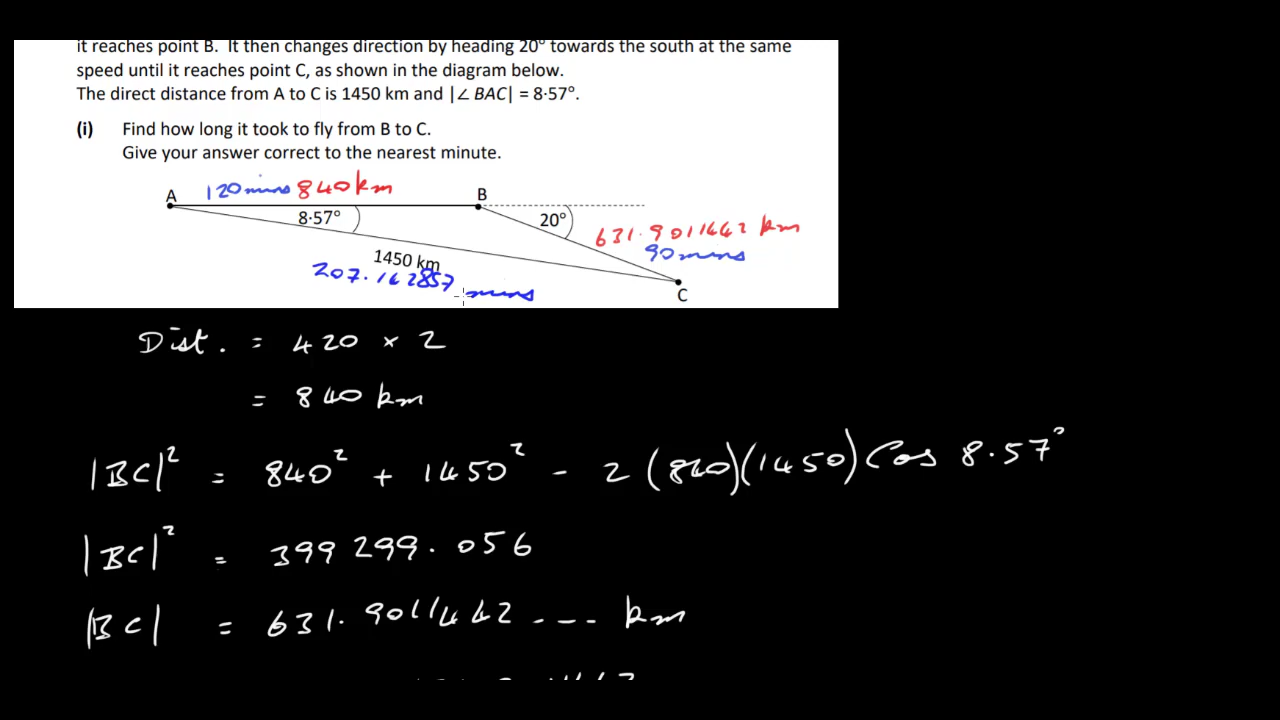 it reaches point B. It then changes direction by heading 20° towards the south at the same
speed until it reaches point C, as shown in the diagram below.
The direct distance from A to C is 1450 km and |∠ BAC| = 8·57°.
(i) Find how long it took to fly from B to C.
Give your answer correct to the nearest minute.
A 120 mins 840 km B
8·57° 20° 631.9011442 km
1450 km 90 mins
207.142857 mins C
Dist. = 420 × 2
= 840 km
|BC|² = 840² + 1450² - 2 (840)(1450) Cos 8.57°
|BC|² = 399 299.056
|BC| = 631.9011442 --- km